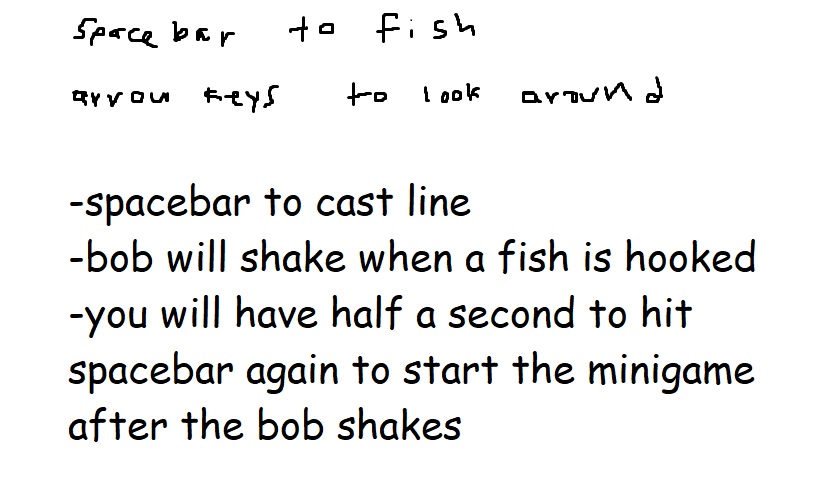 spacebar to fish
arrow keys to look around
-spacebar to cast line
-bob will shake when a fish is hooked
-you will have half a second to hit
spacebar again to start the minigame
after the bob shakes